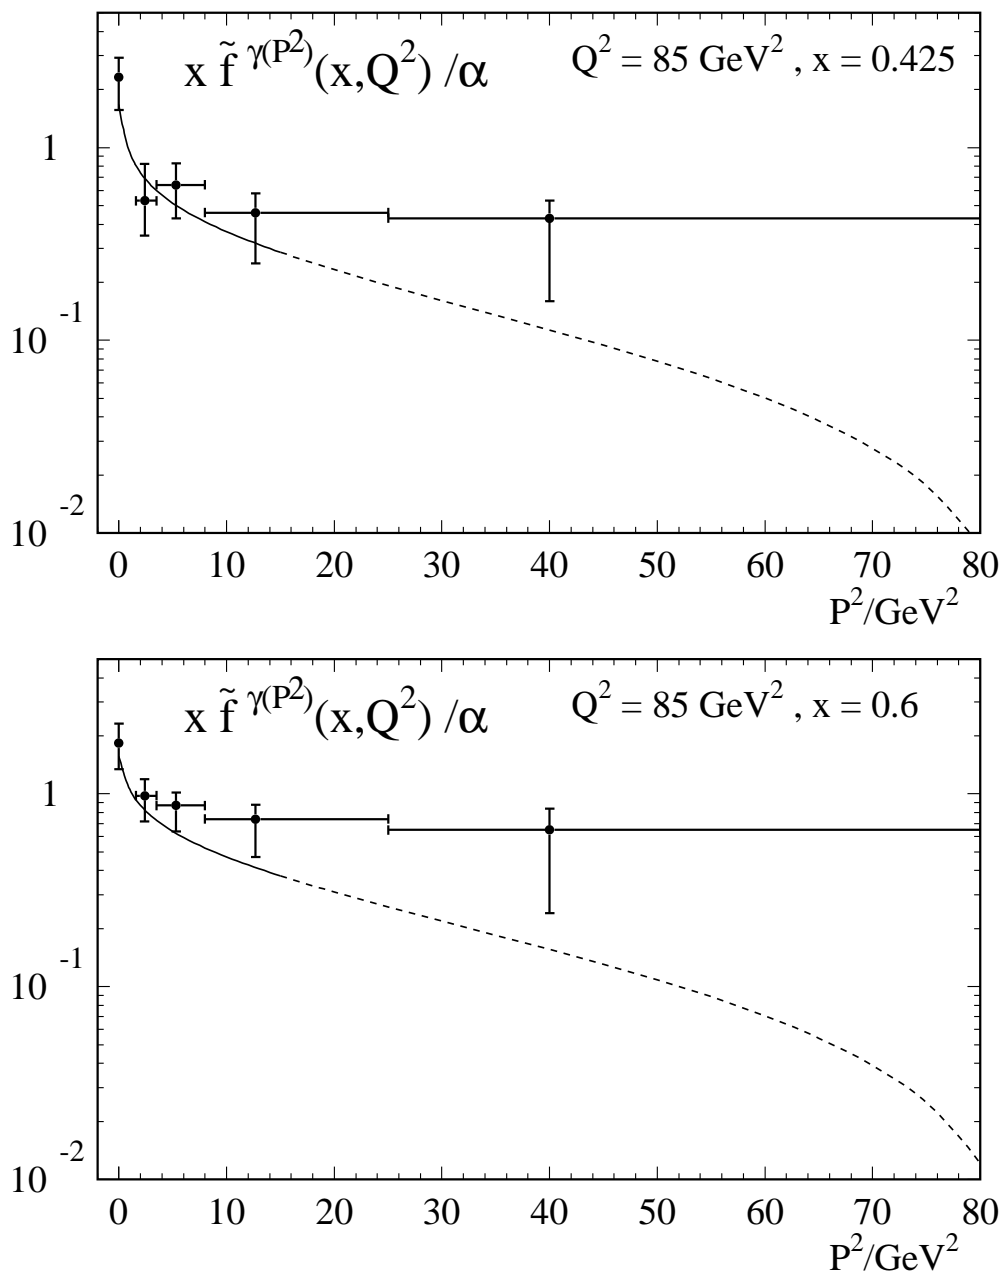 x f̃ γ(P²)(x,Q²) /α
Q² = 85 GeV² , x = 0.425
1
10⁻¹
10⁻²
0 10 20 30 40 50 60 70 80
P²/GeV²
x f̃ γ(P²)(x,Q²) /α
Q² = 85 GeV² , x = 0.6
1
10⁻¹
10⁻²
0 10 20 30 40 50 60 70 80
P²/GeV²